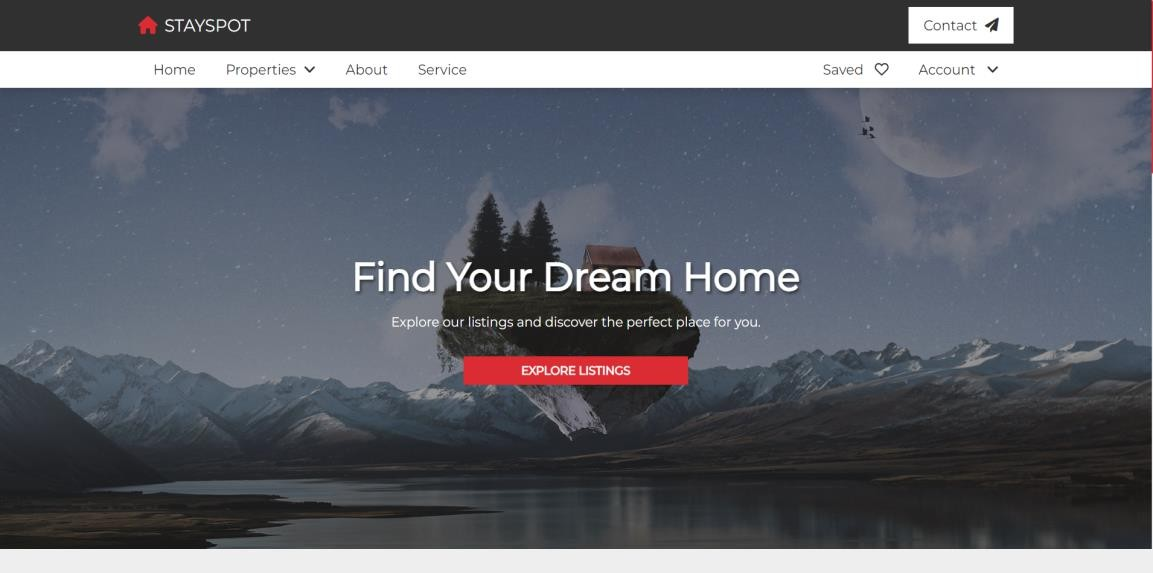 STAYSPOT
Contact
Home Properties About Service Saved Account
Find Your Dream Home
Explore our listings and discover the perfect place for you.
EXPLORE LISTINGS